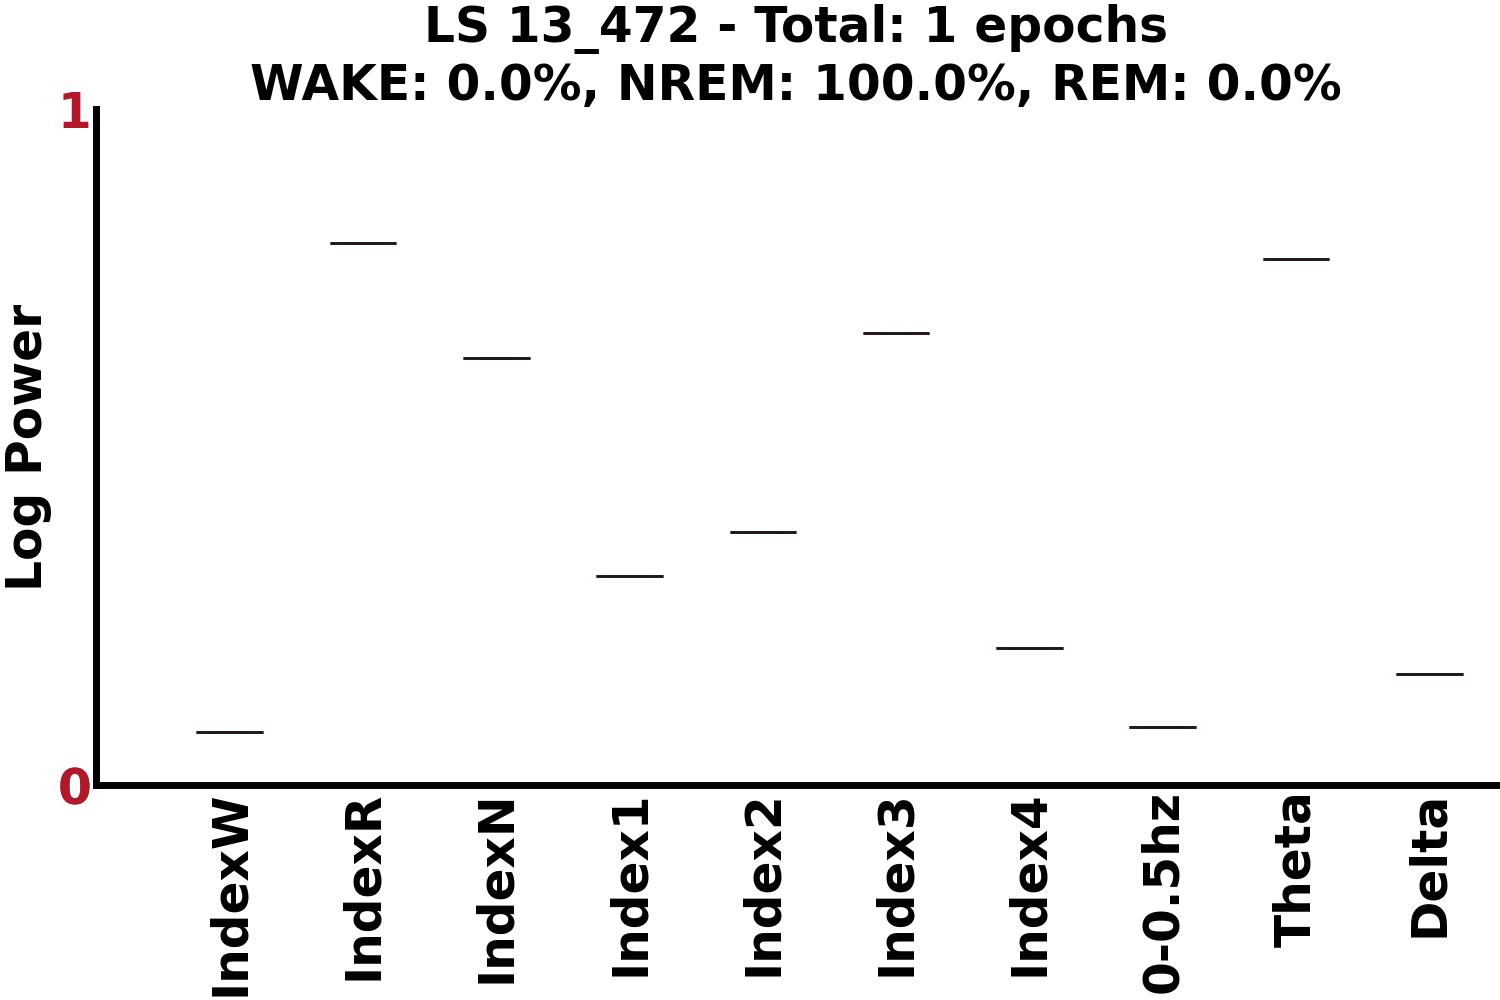 LS 13_472 - Total: 1 epochs
WAKE: 0.0%, NREM: 100.0%, REM: 0.0%
1
Log Power
0
IndexW
IndexR
IndexN
Index1
Index2
Index3
Index4
0-0.5hz
Theta
Delta